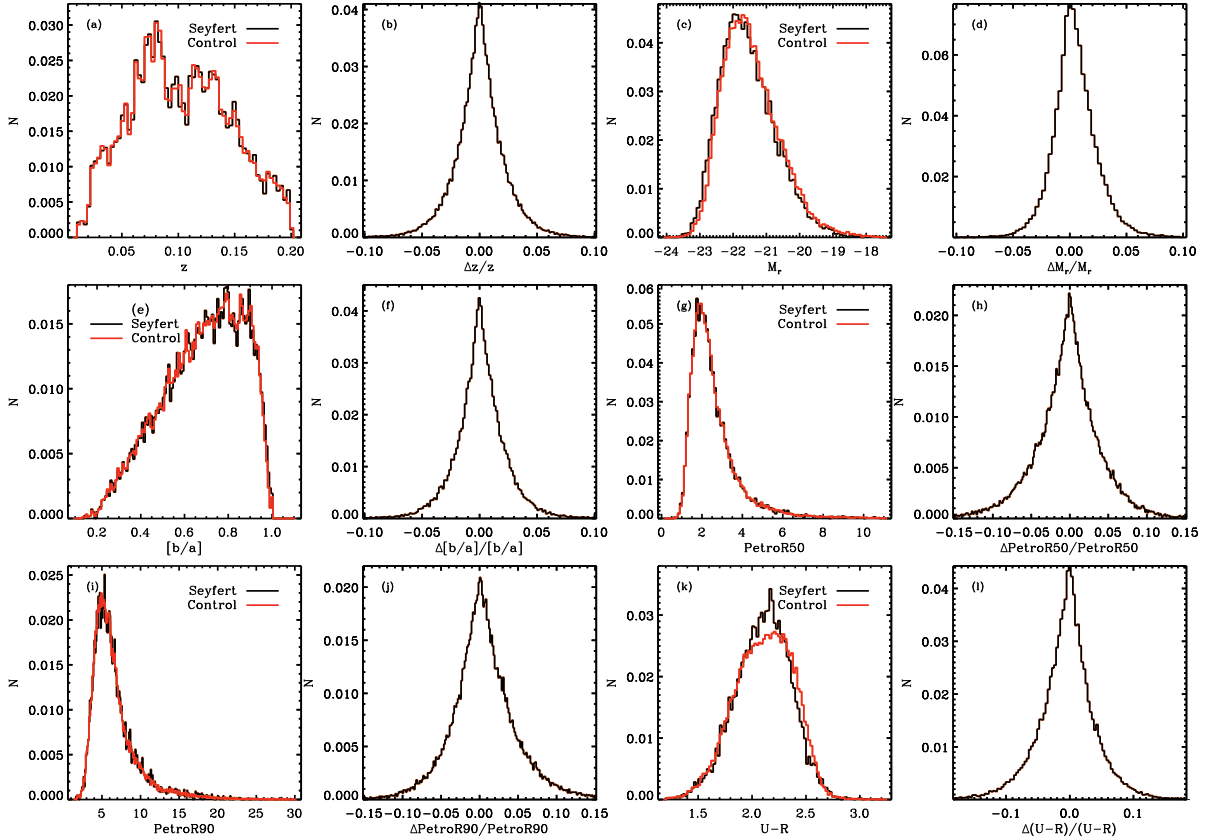 (a)
Seyfert
Control
0.030
0.025
0.020
0.015
0.010
0.005
0.000
N
0.05 0.10 0.15 0.20
z
(b)
0.04
0.03
0.02
0.01
0.00
N
−0.10 −0.05 0.00 0.05 0.10
Δz/z
(c)
Seyfert
Control
0.04
0.03
0.02
0.01
0.00
N
−24 −23 −22 −21 −20 −19 −18
M_r
(d)
0.06
0.04
0.02
N
−0.10 −0.05 0.00 0.05 0.10
ΔM_r/M_r
(e)
Seyfert
Control
0.015
0.010
0.005
0.000
N
0.2 0.4 0.6 0.8 1.0
[b/a]
(f)
0.04
0.03
0.02
0.01
0.00
N
−0.10 −0.05 0.00 0.05 0.10
Δ[b/a]/[b/a]
(g)
Seyfert
Control
0.06
0.05
0.04
0.03
0.02
0.01
0.00
N
0 2 4 6 8 10
PetroR50
(h)
0.020
0.015
0.010
0.005
0.000
N
−0.15 −0.10 −0.05 0.00 0.05 0.10 0.15
ΔPetroR50/PetroR50
(i)
Seyfert
Control
0.025
0.020
0.015
0.010
0.005
0.000
N
5 10 15 20 25 30
PetroR90
(j)
0.020
0.015
0.010
0.005
0.000
N
−0.15 −0.10 −0.05 0.00 0.05 0.10 0.15
ΔPetroR90/PetroR90
(k)
Seyfert
Control
0.03
0.02
0.01
0.00
N
1.5 2.0 2.5 3.0
U−R
(l)
0.04
0.03
0.02
0.01
N
−0.1 0.0 0.1
Δ(U−R)/(U−R)